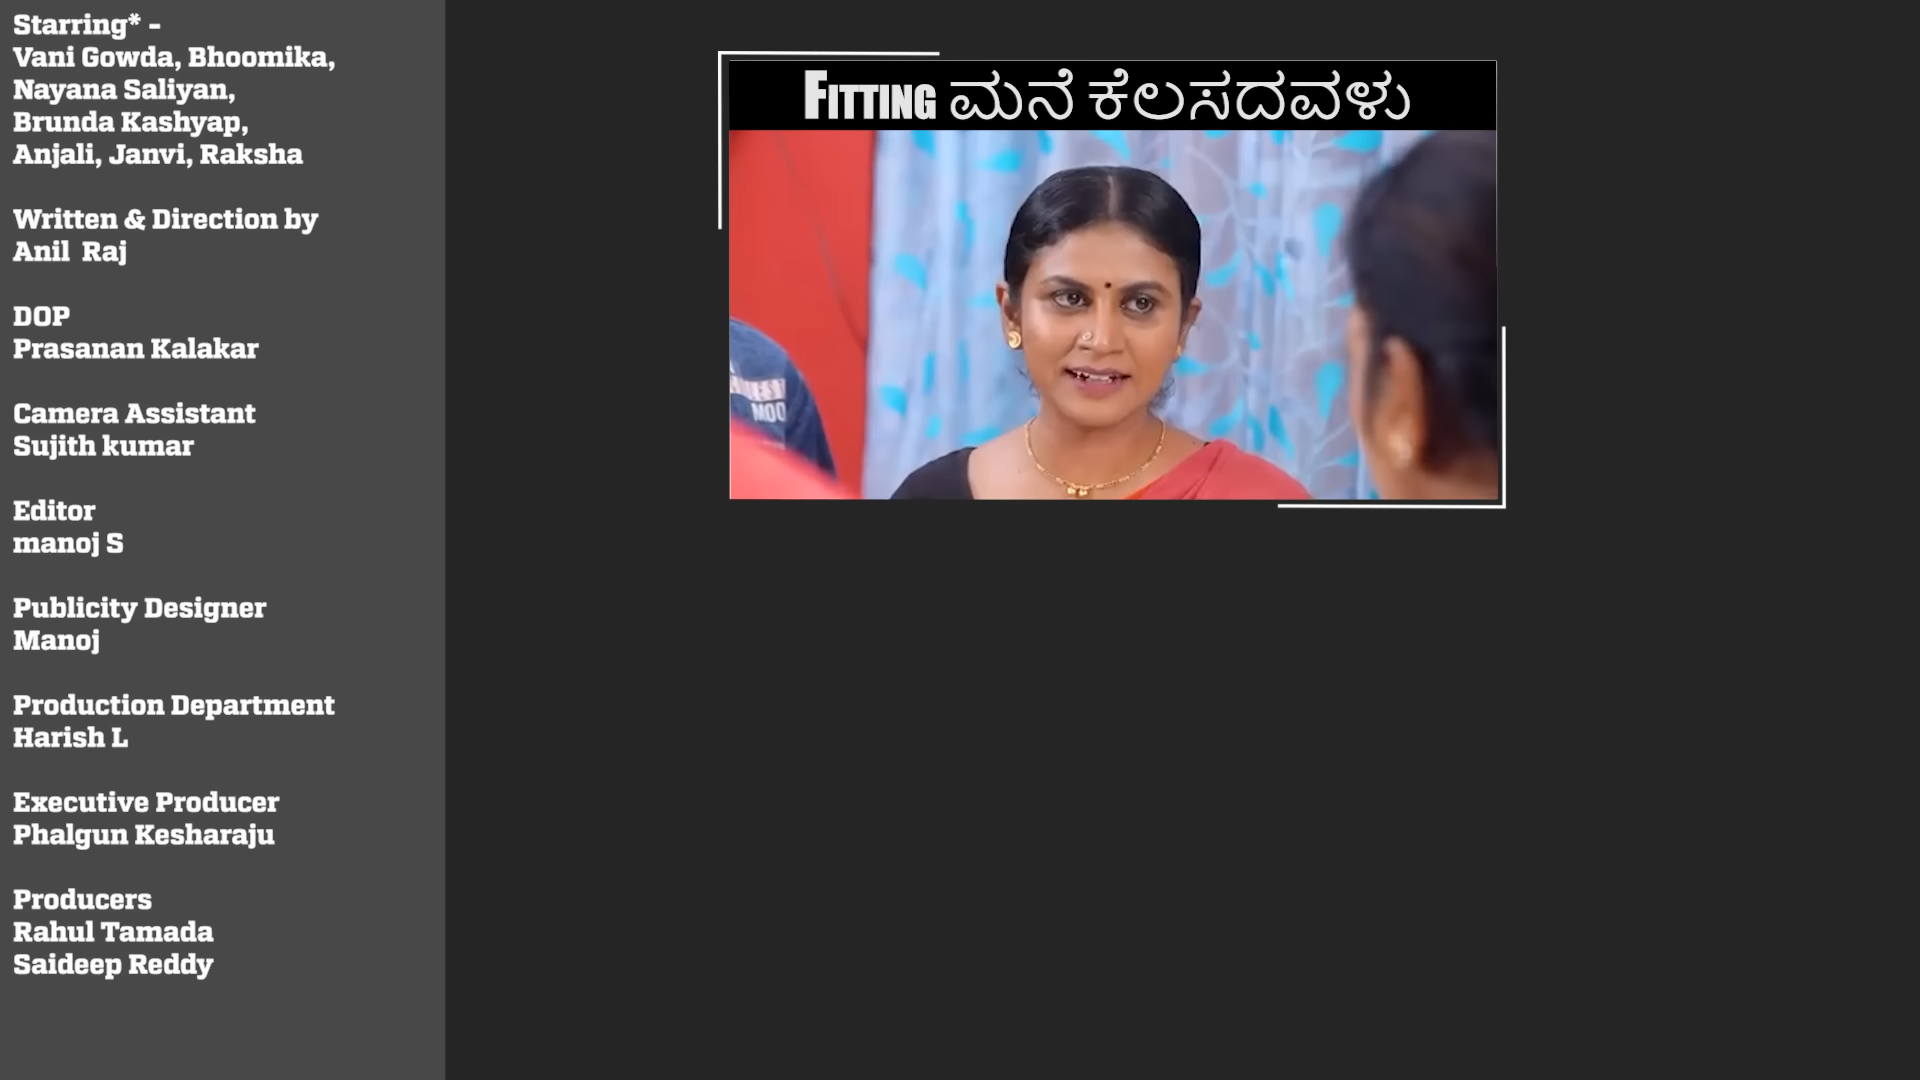 Starring* -
Vani Gowda, Bhoomika,
Nayana Saliyan,
Brunda Kashyap,
Anjali, Janvi, Raksha
Written & Direction by
Anil Raj
DOP
Prasanan Kalakar
Camera Assistant
Sujith kumar
Editor
manoj S
Publicity Designer
Manoj
Production Department
Harish L
Executive Producer
Phalgun Kesharaju
Producers
Rahul Tamada
Saideep Reddy
FITTING ಮನೆ ಕೆಲಸದವಳು
MOO